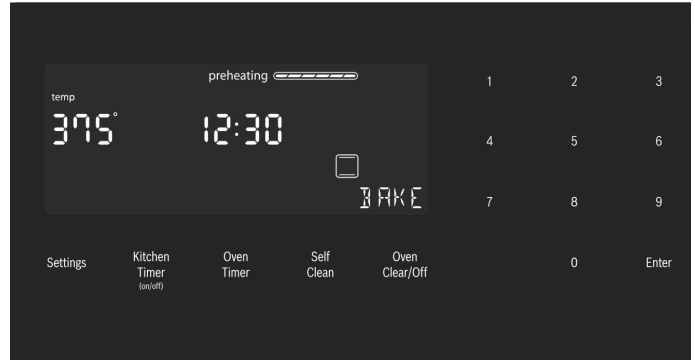 preheating
temp
375°
12:30
BAKE
Settings
Kitchen
Timer
(on/off)
Oven
Timer
Self
Clean
Oven
Clear/Off
1 2 3
4 5 6
7 8 9
0 Enter